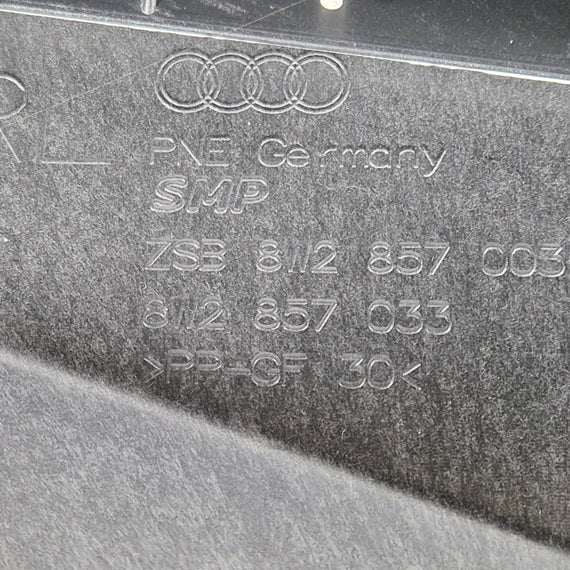 PNE Germany
SMP
ZSB 8W2 857 003
8W2 857 033
>PP-GF 30<